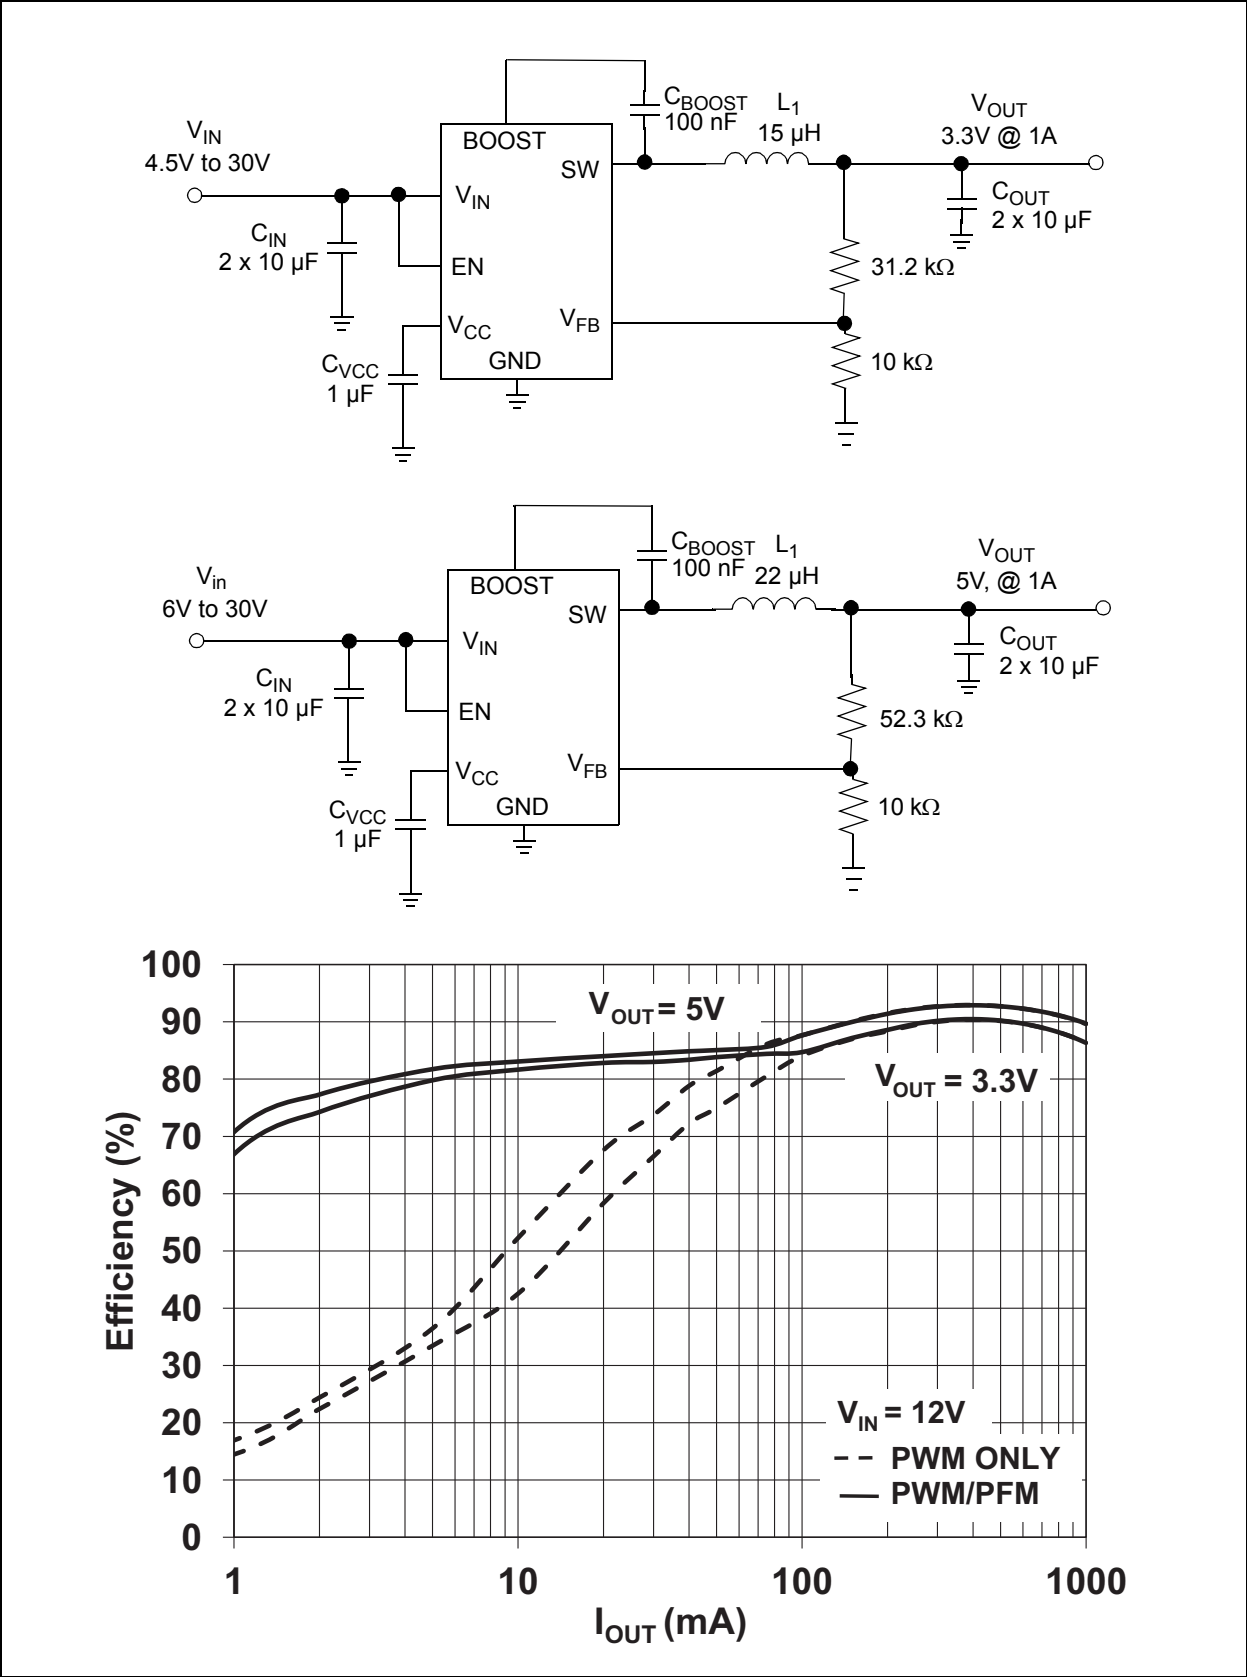 BOOST
C_BOOST
100 nF
L_1
15 µH
V_OUT
3.3V @ 1A
V_IN
4.5V to 30V
SW
V_IN
C_IN
2 x 10 µF
C_OUT
2 x 10 µF
EN
31.2 kΩ
V_CC
V_FB
C_VCC
1 µF
GND
10 kΩ
BOOST
C_BOOST
100 nF
L_1
22 µH
V_OUT
5V, @ 1A
V_in
6V to 30V
SW
V_IN
C_IN
2 x 10 µF
C_OUT
2 x 10 µF
EN
52.3 kΩ
V_CC
V_FB
C_VCC
1 µF
GND
10 kΩ
Efficiency (%)
100
90
80
70
60
50
40
30
20
10
0
V_OUT = 5V
V_OUT = 3.3V
V_IN = 12V
PWM ONLY
PWM/PFM
1
10
100
1000
I_OUT (mA)